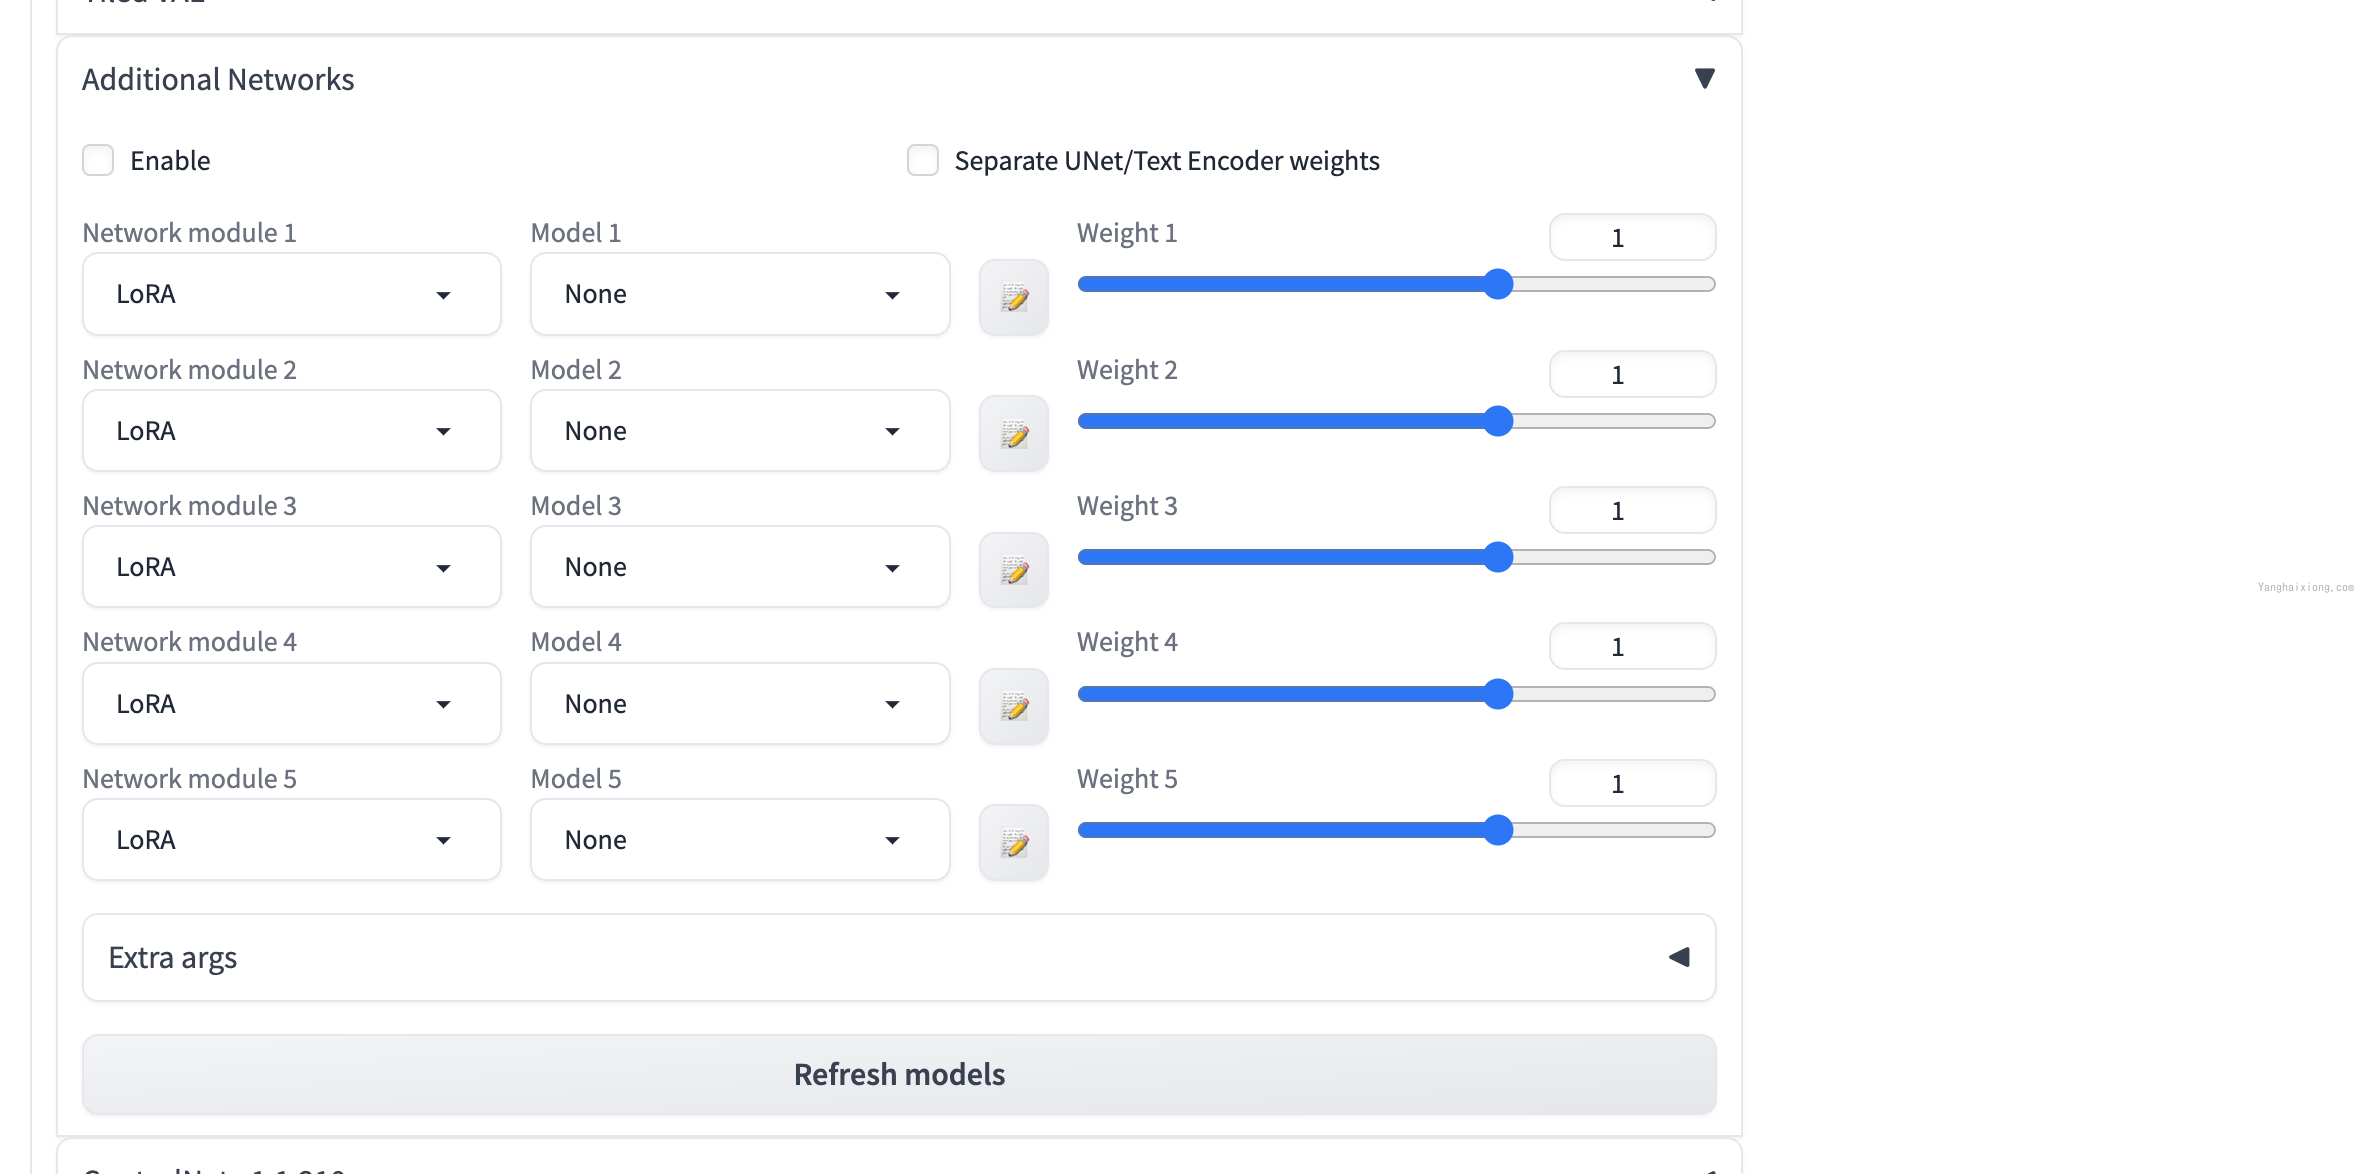 Additional Networks
Enable
Separate UNet/Text Encoder weights
Network module 1
Model 1
Weight 1
1
LoRA
None
Network module 2
Model 2
Weight 2
1
LoRA
None
Network module 3
Model 3
Weight 3
1
LoRA
None
Yanghaixiong.com
Network module 4
Model 4
Weight 4
1
LoRA
None
Network module 5
Model 5
Weight 5
1
LoRA
None
Extra args
Refresh models